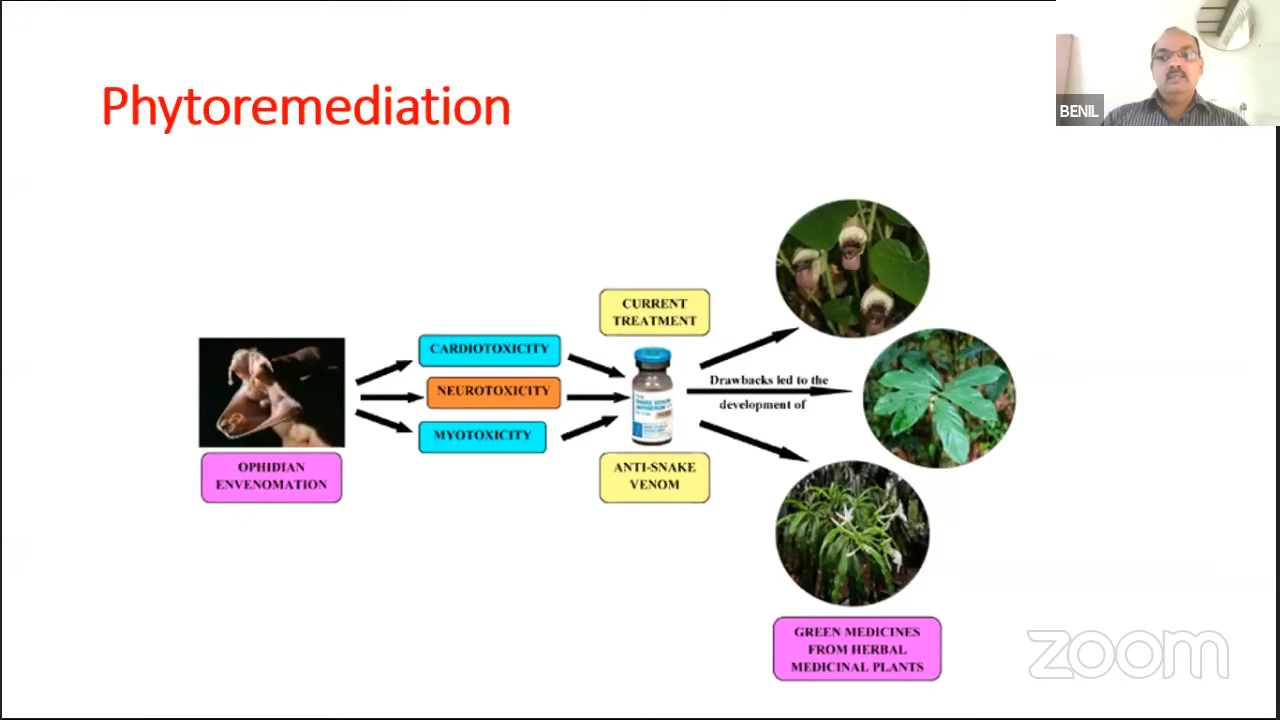 Phytoremediation
BENIL
CURRENT
TREATMENT
CARDIOTOXICITY
NEUROTOXICITY
MYOTOXICITY
OPHIDIAN
ENVENOMATION
ANTI-SNAKE
VENOM
Drawbacks led to the
development of
GREEN MEDICINES
FROM HERBAL
MEDICINAL PLANTS
zoom